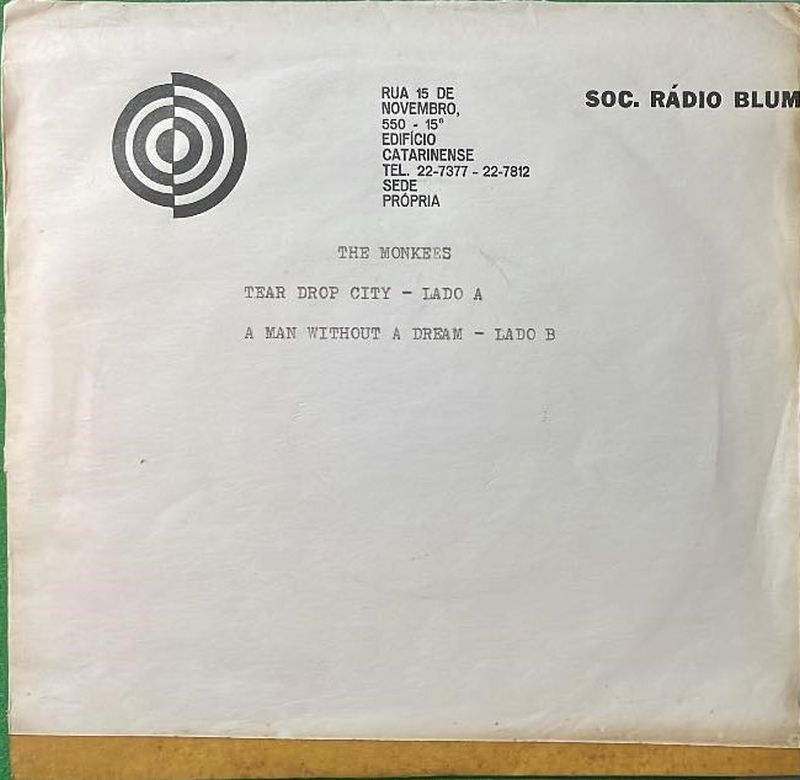 RUA 15 DE
NOVEMBRO,
550 - 15º
EDIFÍCIO
CATARINENSE
TEL. 22-7377 - 22-7812
SEDE
PRÓPRIA
SOC. RÁDIO BLUM
THE MONKEES
TEAR DROP CITY - LADO A
A MAN WITHOUT A DREAM - LADO B